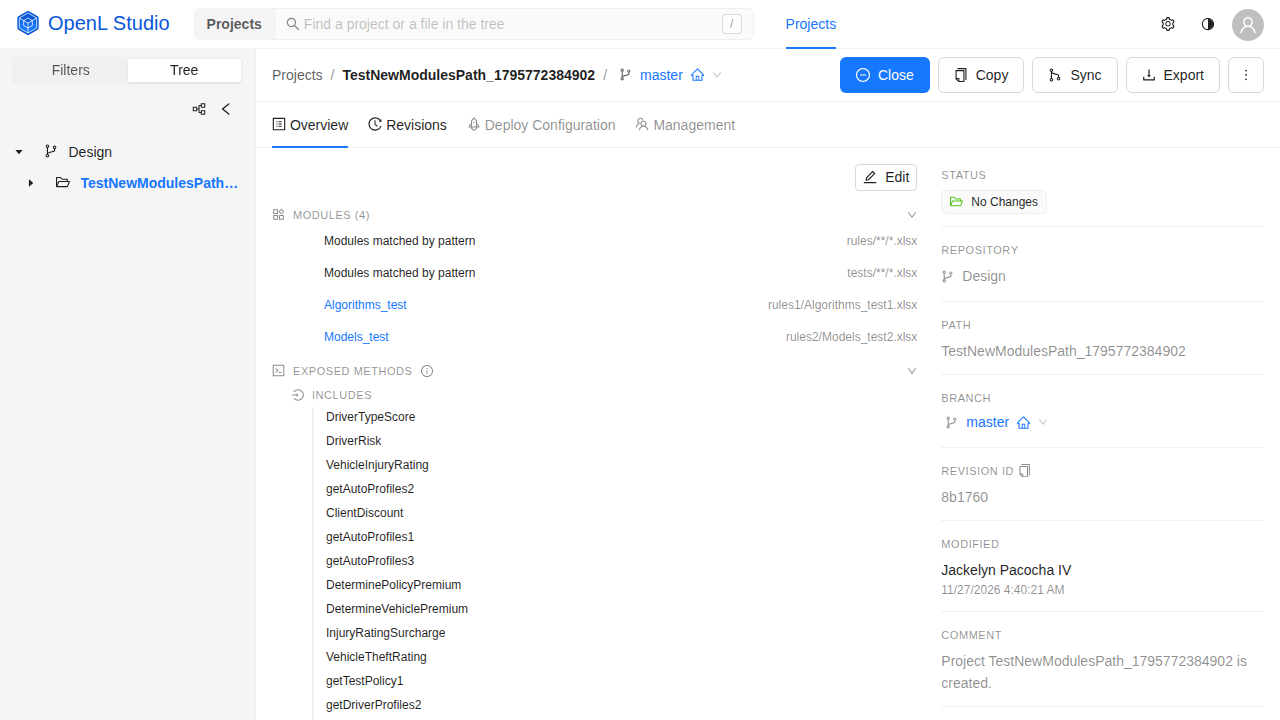 OpenL Studio
Projects
Find a project or a file in the tree
/
Projects
Filters
Tree
Design
TestNewModulesPath…
Projects / TestNewModulesPath_1795772384902 / master
Close
Copy
Sync
Export
Overview
Revisions
Deploy Configuration
Management
Edit
MODULES (4)
Modules matched by pattern
rules/**/*.xlsx
Modules matched by pattern
tests/**/*.xlsx
Algorithms_test
rules1/Algorithms_test1.xlsx
Models_test
rules2/Models_test2.xlsx
EXPOSED METHODS
INCLUDES
DriverTypeScore
DriverRisk
VehicleInjuryRating
getAutoProfiles2
ClientDiscount
getAutoProfiles1
getAutoProfiles3
DeterminePolicyPremium
DetermineVehiclePremium
InjuryRatingSurcharge
VehicleTheftRating
getTestPolicy1
getDriverProfiles2
STATUS
No Changes
REPOSITORY
Design
PATH
TestNewModulesPath_1795772384902
BRANCH
master
REVISION ID
8b1760
MODIFIED
Jackelyn Pacocha IV
11/27/2026 4:40:21 AM
COMMENT
Project TestNewModulesPath_1795772384902 is
created.